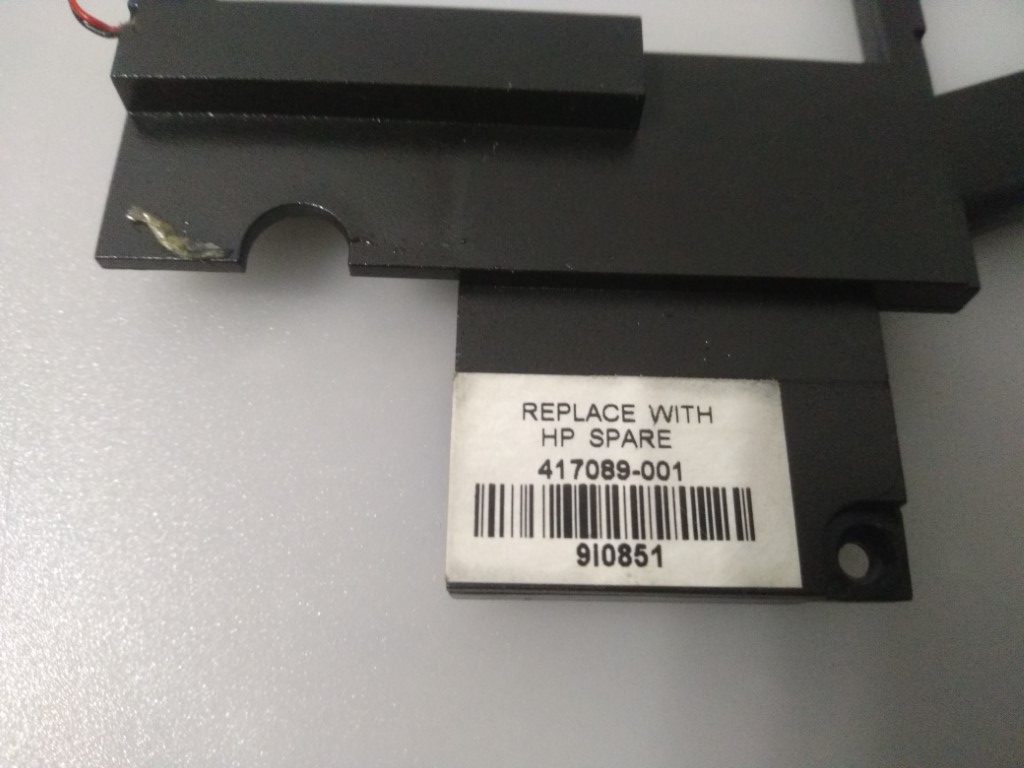 REPLACE WITH
HP SPARE
417089-001
9I0851